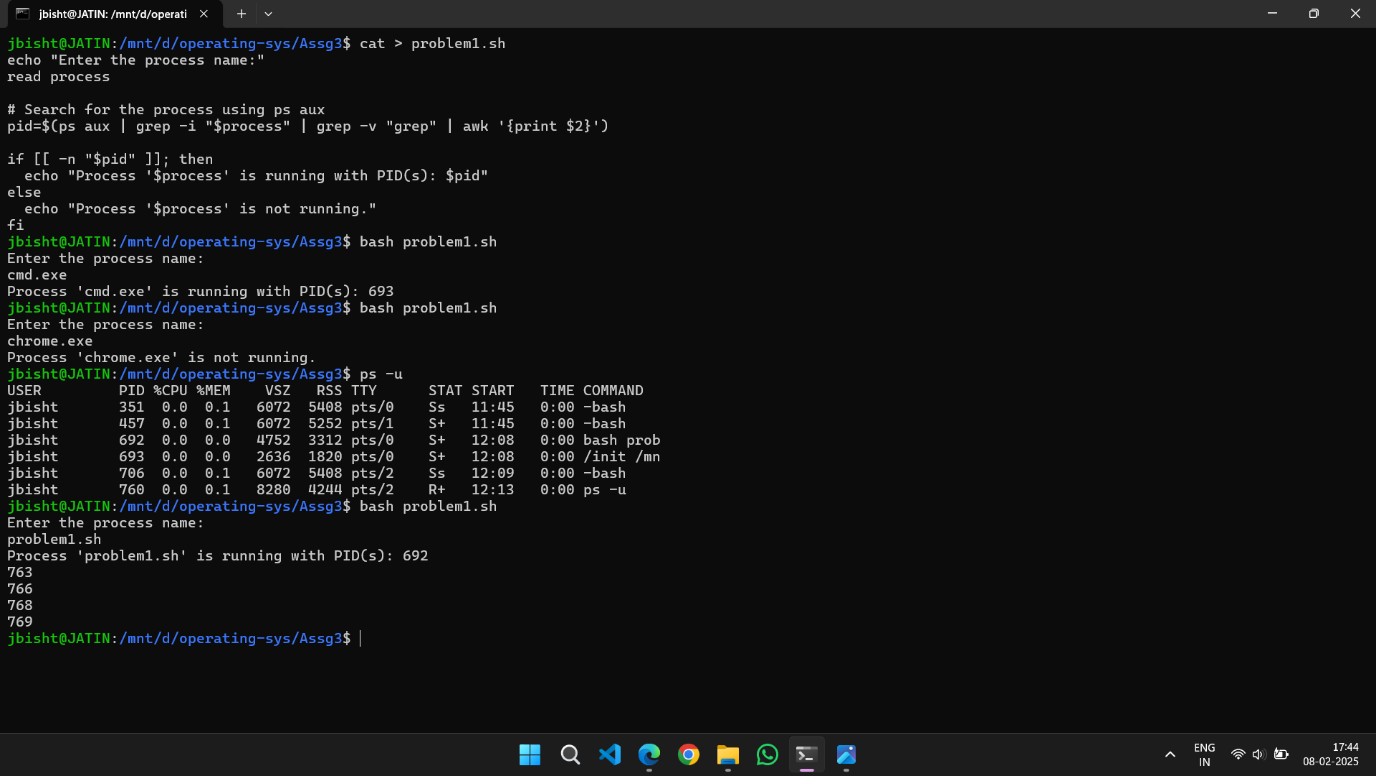 jbisht@JATIN: /mnt/d/operati
jbisht@JATIN:/mnt/d/operating-sys/Assg3$ cat > problem1.sh
echo "Enter the process name:"
read process
# Search for the process using ps aux
pid=$(ps aux | grep -i "$process" | grep -v "grep" | awk '{print $2}')
if [[ -n "$pid" ]]; then
  echo "Process '$process' is running with PID(s): $pid"
else
  echo "Process '$process' is not running."
fi
jbisht@JATIN:/mnt/d/operating-sys/Assg3$ bash problem1.sh
Enter the process name:
cmd.exe
Process 'cmd.exe' is running with PID(s): 693
jbisht@JATIN:/mnt/d/operating-sys/Assg3$ bash problem1.sh
Enter the process name:
chrome.exe
Process 'chrome.exe' is not running.
jbisht@JATIN:/mnt/d/operating-sys/Assg3$ ps -u
USER         PID %CPU %MEM    VSZ   RSS TTY      STAT START   TIME COMMAND
jbisht       351  0.0  0.1   6072  5408 pts/0    Ss   11:45   0:00 -bash
jbisht       457  0.0  0.1   6072  5252 pts/1    S+   11:45   0:00 -bash
jbisht       692  0.0  0.0   4752  3312 pts/0    S+   12:08   0:00 bash prob
jbisht       693  0.0  0.0   2636  1820 pts/0    S+   12:08   0:00 /init /mn
jbisht       706  0.0  0.1   6072  5408 pts/2    Ss   12:09   0:00 -bash
jbisht       760  0.0  0.1   8280  4244 pts/2    R+   12:13   0:00 ps -u
jbisht@JATIN:/mnt/d/operating-sys/Assg3$ bash problem1.sh
Enter the process name:
problem1.sh
Process 'problem1.sh' is running with PID(s): 692
763
766
768
769
jbisht@JATIN:/mnt/d/operating-sys/Assg3$
ENG
IN
17:44
08-02-2025